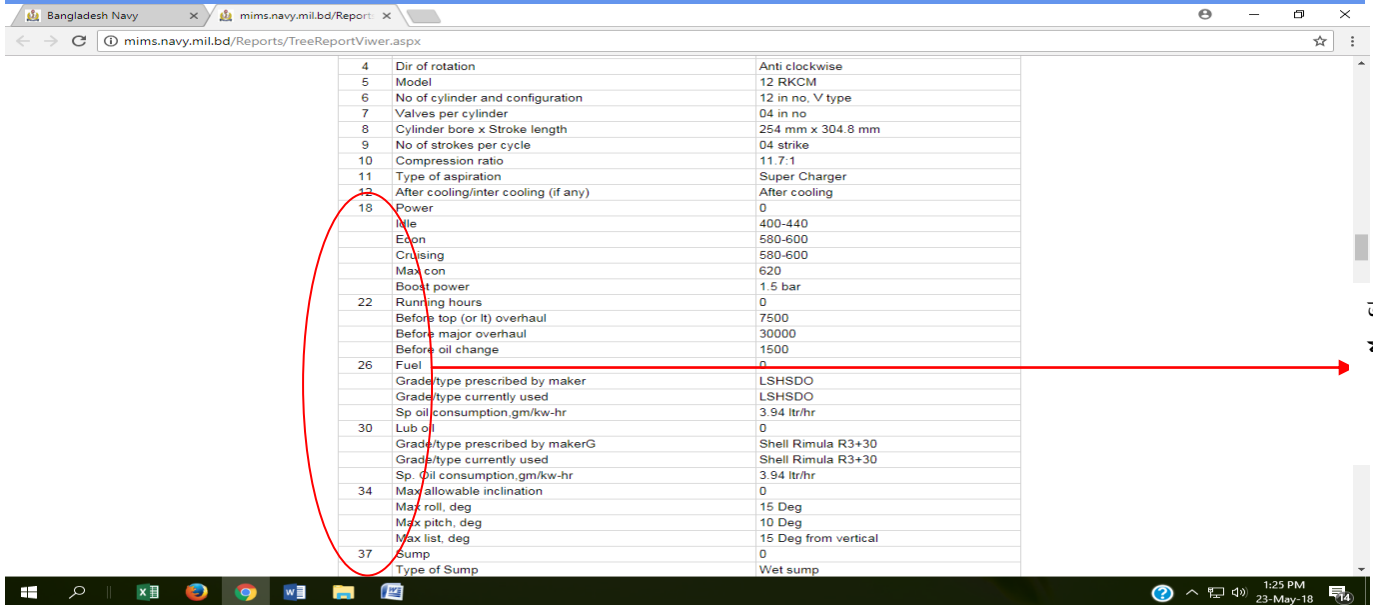 Bangladesh Navy
mims.navy.mil.bd/Report
mims.navy.mil.bd/Reports/TreeReportViwer.aspx
4 Dir of rotation Anti clockwise
5 Model 12 RKCM
6 No of cylinder and configuration 12 in no, V type
7 Valves per cylinder 04 in no
8 Cylinder bore x Stroke length 254 mm x 304.8 mm
9 No of strokes per cycle 04 strike
10 Compression ratio 11.7:1
11 Type of aspiration Super Charger
12 After cooling/inter cooling (if any) After cooling
18 Power 0
Idle 400-440
Econ 580-600
Cruising 580-600
Max con 620
Boost power 1.5 bar
22 Running hours 0
Before top (or lt) overhaul 7500
Before major overhaul 30000
Before oil change 1500
26 Fuel 0
Grade/type prescribed by maker LSHSDO
Grade/type currently used LSHSDO
Sp oil consumption,gm/kw-hr 3.94 ltr/hr
30 Lub oil 0
Grade/type prescribed by makerG Shell Rimula R3+30
Grade/type currently used Shell Rimula R3+30
Sp. Oil consumption,gm/kw-hr 3.94 ltr/hr
34 Max allowable inclination 0
Max roll, deg 15 Deg
Max pitch, deg 10 Deg
Max list, deg 15 Deg from vertical
37 Sump 0
Type of Sump Wet sump
1:25 PM
23-May-18
14